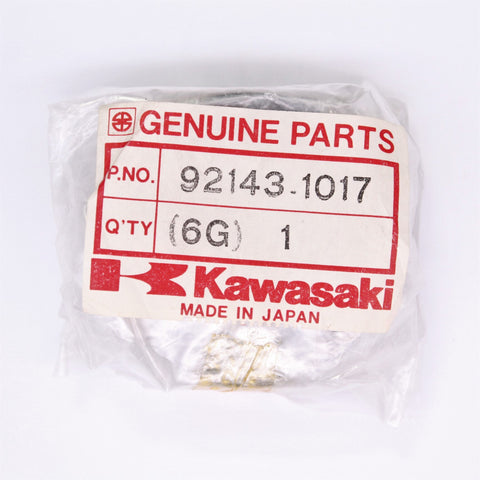 GENUINE PARTS
P.NO. 92143-1017
Q'TY (6G) 1
Kawasaki
MADE IN JAPAN